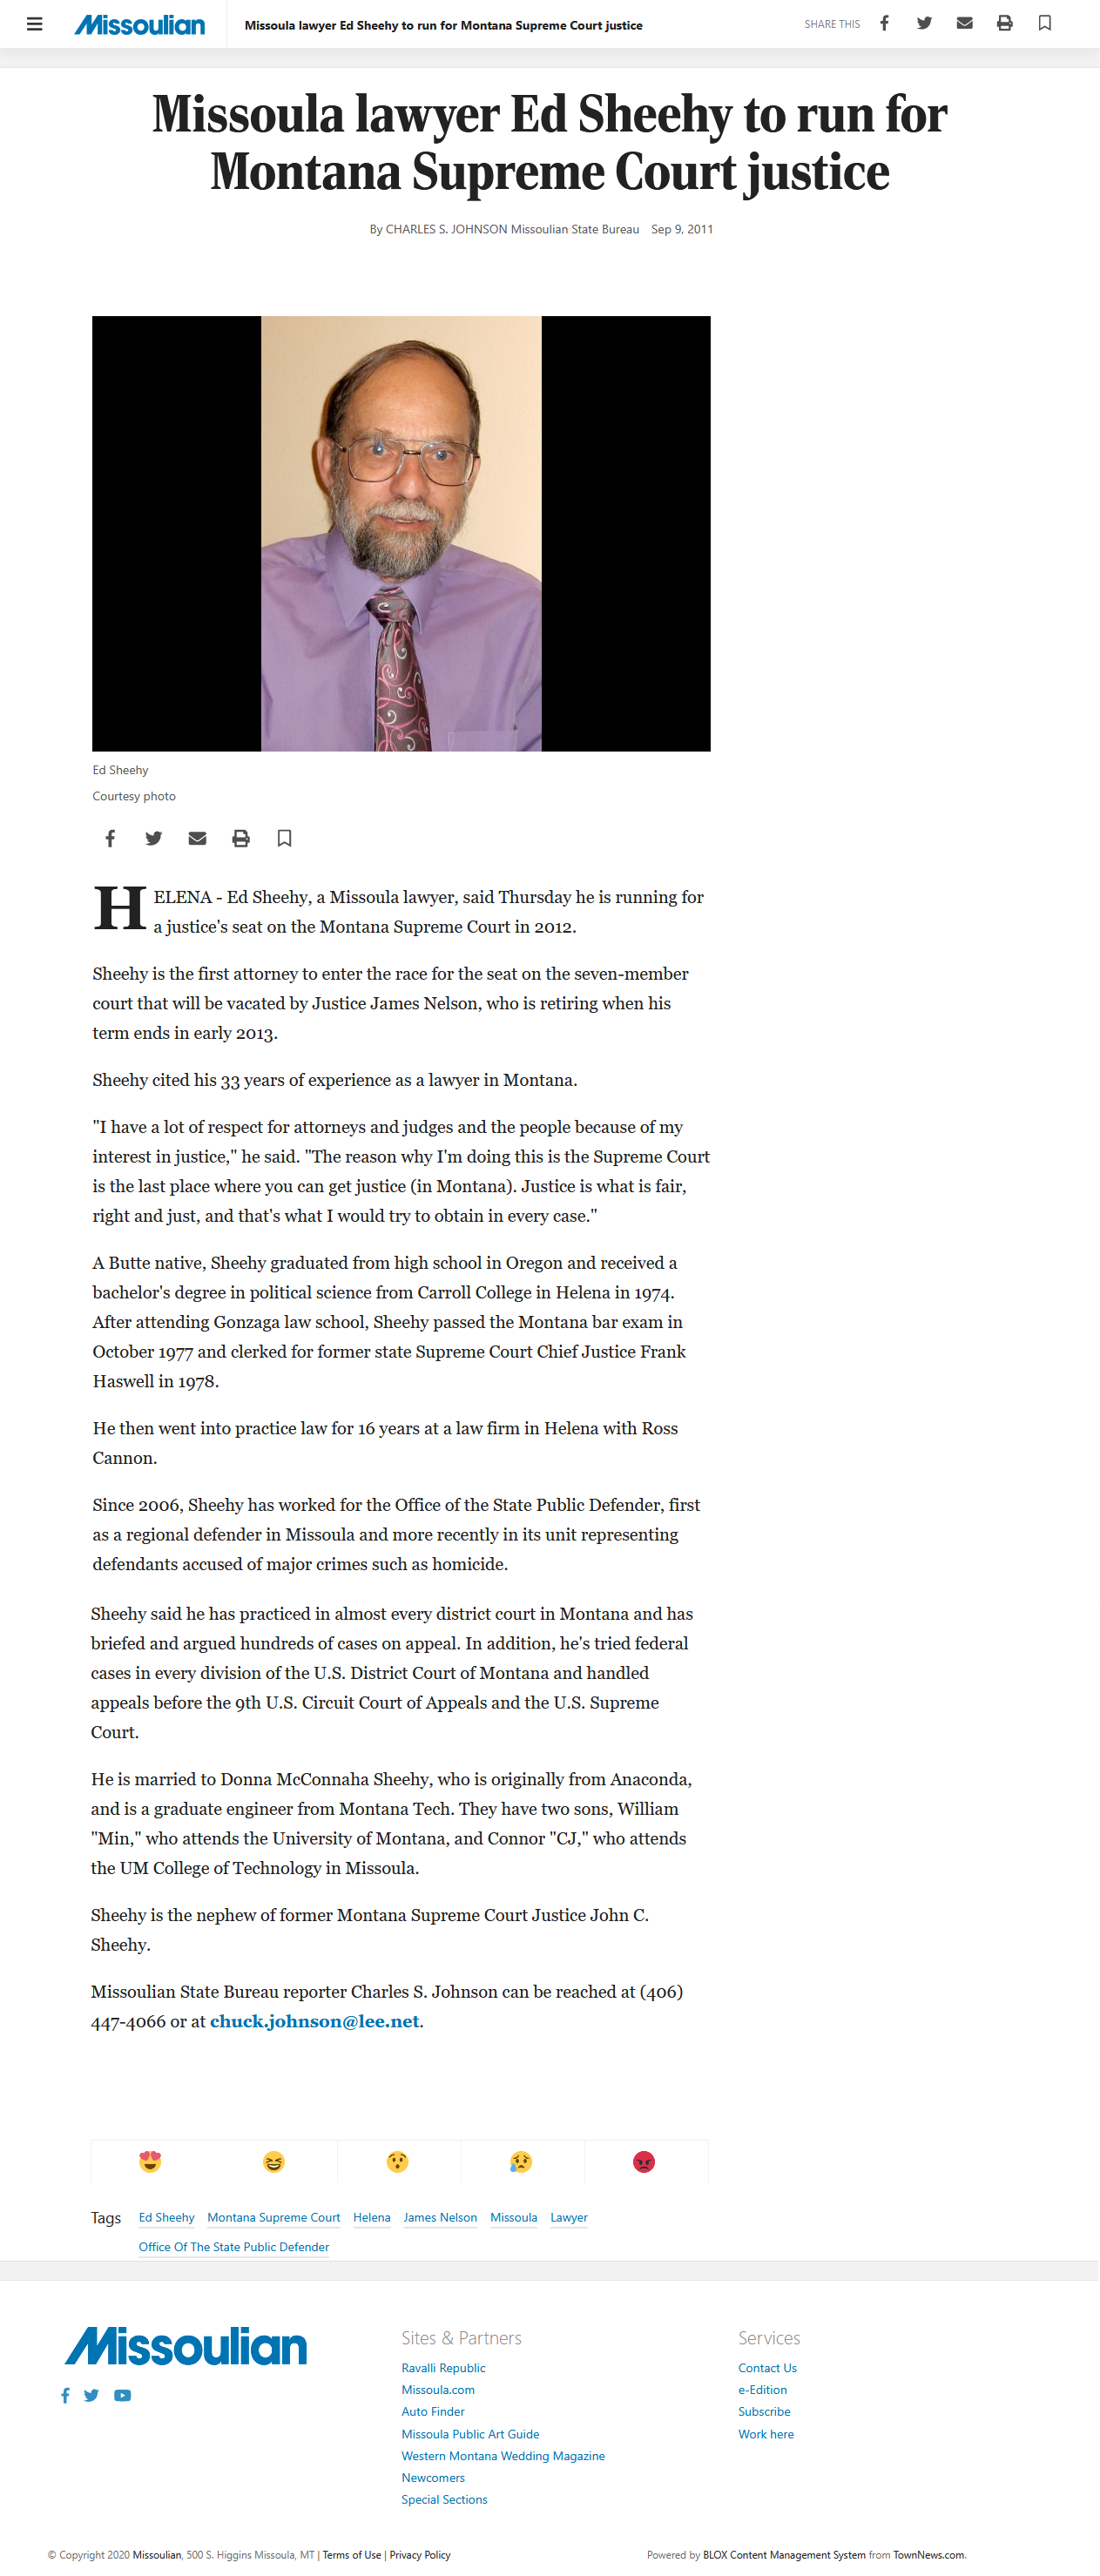 Missoulian
Missoula lawyer Ed Sheehy to run for Montana Supreme Court justice
SHARE THIS
Missoula lawyer Ed Sheehy to run for
Montana Supreme Court justice
By CHARLES S. JOHNSON Missoulian State Bureau Sep 9, 2011
Ed Sheehy
Courtesy photo
HELENA - Ed Sheehy, a Missoula lawyer, said Thursday he is running for
a justice's seat on the Montana Supreme Court in 2012.
Sheehy is the first attorney to enter the race for the seat on the seven-member
court that will be vacated by Justice James Nelson, who is retiring when his
term ends in early 2013.
Sheehy cited his 33 years of experience as a lawyer in Montana.
"I have a lot of respect for attorneys and judges and the people because of my
interest in justice," he said. "The reason why I'm doing this is the Supreme Court
is the last place where you can get justice (in Montana). Justice is what is fair,
right and just, and that's what I would try to obtain in every case."
A Butte native, Sheehy graduated from high school in Oregon and received a
bachelor's degree in political science from Carroll College in Helena in 1974.
After attending Gonzaga law school, Sheehy passed the Montana bar exam in
October 1977 and clerked for former state Supreme Court Chief Justice Frank
Haswell in 1978.
He then went into practice law for 16 years at a law firm in Helena with Ross
Cannon.
Since 2006, Sheehy has worked for the Office of the State Public Defender, first
as a regional defender in Missoula and more recently in its unit representing
defendants accused of major crimes such as homicide.
Sheehy said he has practiced in almost every district court in Montana and has
briefed and argued hundreds of cases on appeal. In addition, he's tried federal
cases in every division of the U.S. District Court of Montana and handled
appeals before the 9th U.S. Circuit Court of Appeals and the U.S. Supreme
Court.
He is married to Donna McConnaha Sheehy, who is originally from Anaconda,
and is a graduate engineer from Montana Tech. They have two sons, William
"Min," who attends the University of Montana, and Connor "CJ," who attends
the UM College of Technology in Missoula.
Sheehy is the nephew of former Montana Supreme Court Justice John C.
Sheehy.
Missoulian State Bureau reporter Charles S. Johnson can be reached at (406)
447-4066 or at chuck.johnson@lee.net.
Tags Ed Sheehy Montana Supreme Court Helena James Nelson Missoula Lawyer
Office Of The State Public Defender
Missoulian
Sites & Partners
Ravalli Republic
Missoula.com
Auto Finder
Missoula Public Art Guide
Western Montana Wedding Magazine
Newcomers
Special Sections
Services
Contact Us
e-Edition
Subscribe
Work here
© Copyright 2020 Missoulian, 500 S. Higgins Missoula, MT | Terms of Use | Privacy Policy
Powered by BLOX Content Management System from TownNews.com.